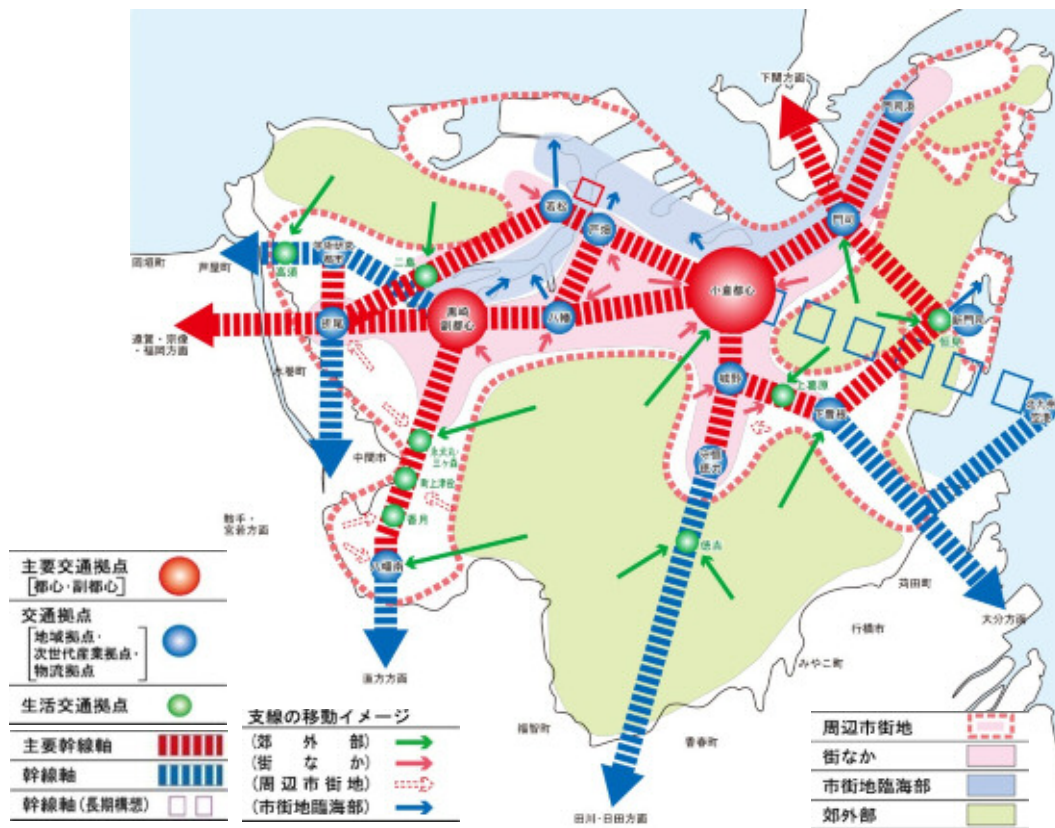 下関方面
門司港
若松
戸畑
門司
岡垣町
芦屋町
高須
学術研究
都市
二島
小倉都心
黒崎
副都心
八幡
折尾
新門司
恒見
遠賀・宗像
・福岡方面
水巻町
城野
上葛原
下曽根
北九州
空港
永犬丸・
三ヶ森
中間市
町上津役
香月
鞍手・
宮若方面
八幡南
徳力
徳吉
苅田町
大分方面
行橋市
みやこ町
直方方面
福智町
香春町
田川・日田方面
主要交通拠点
[都心・副都心]
交通拠点
[地域拠点・
次世代産業拠点・
物流拠点]
生活交通拠点
主要幹線軸
幹線軸
幹線軸(長期構想)
支線の移動イメージ
(郊外部)
(街なか)
(周辺市街地)
(市街地臨海部)
周辺市街地
街なか
市街地臨海部
郊外部